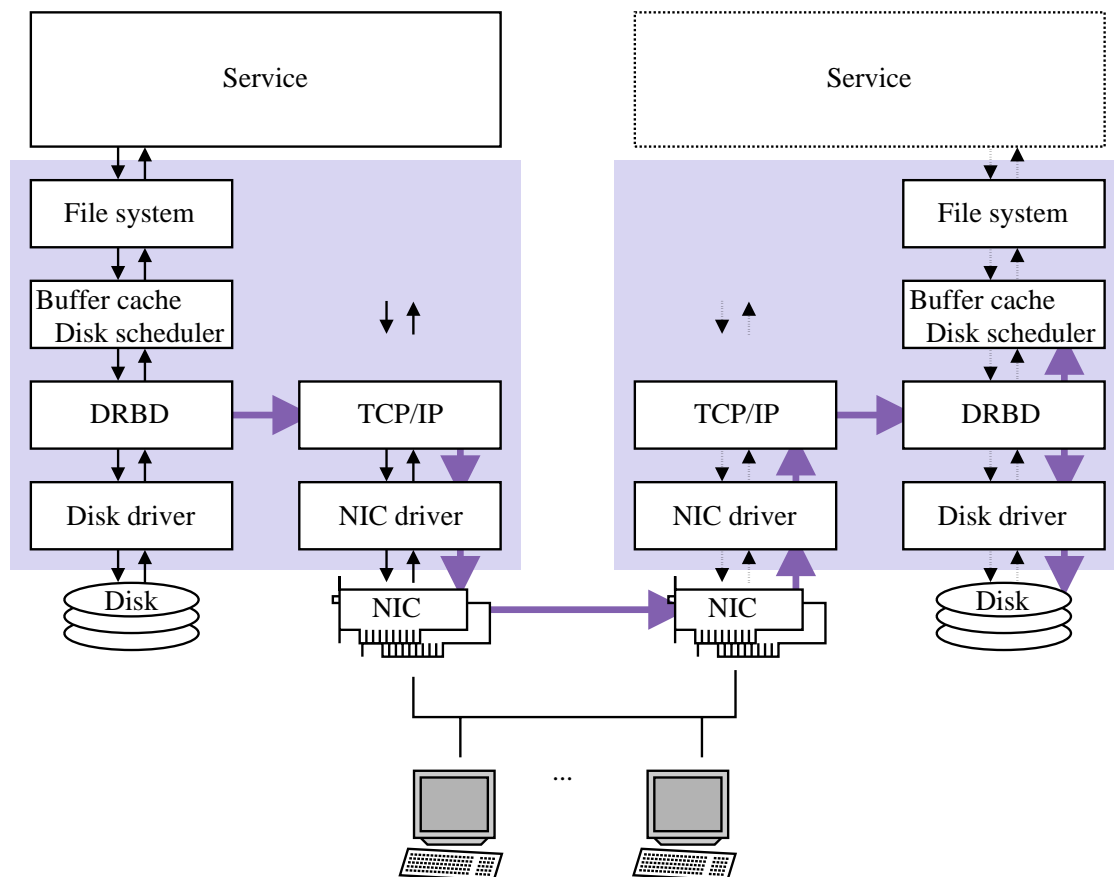 Service
Service
File system
File system
Buffer cache
Disk scheduler
Buffer cache
Disk scheduler
DRBD
TCP/IP
TCP/IP
DRBD
Disk driver
NIC driver
NIC driver
Disk driver
Disk
NIC
NIC
Disk
...